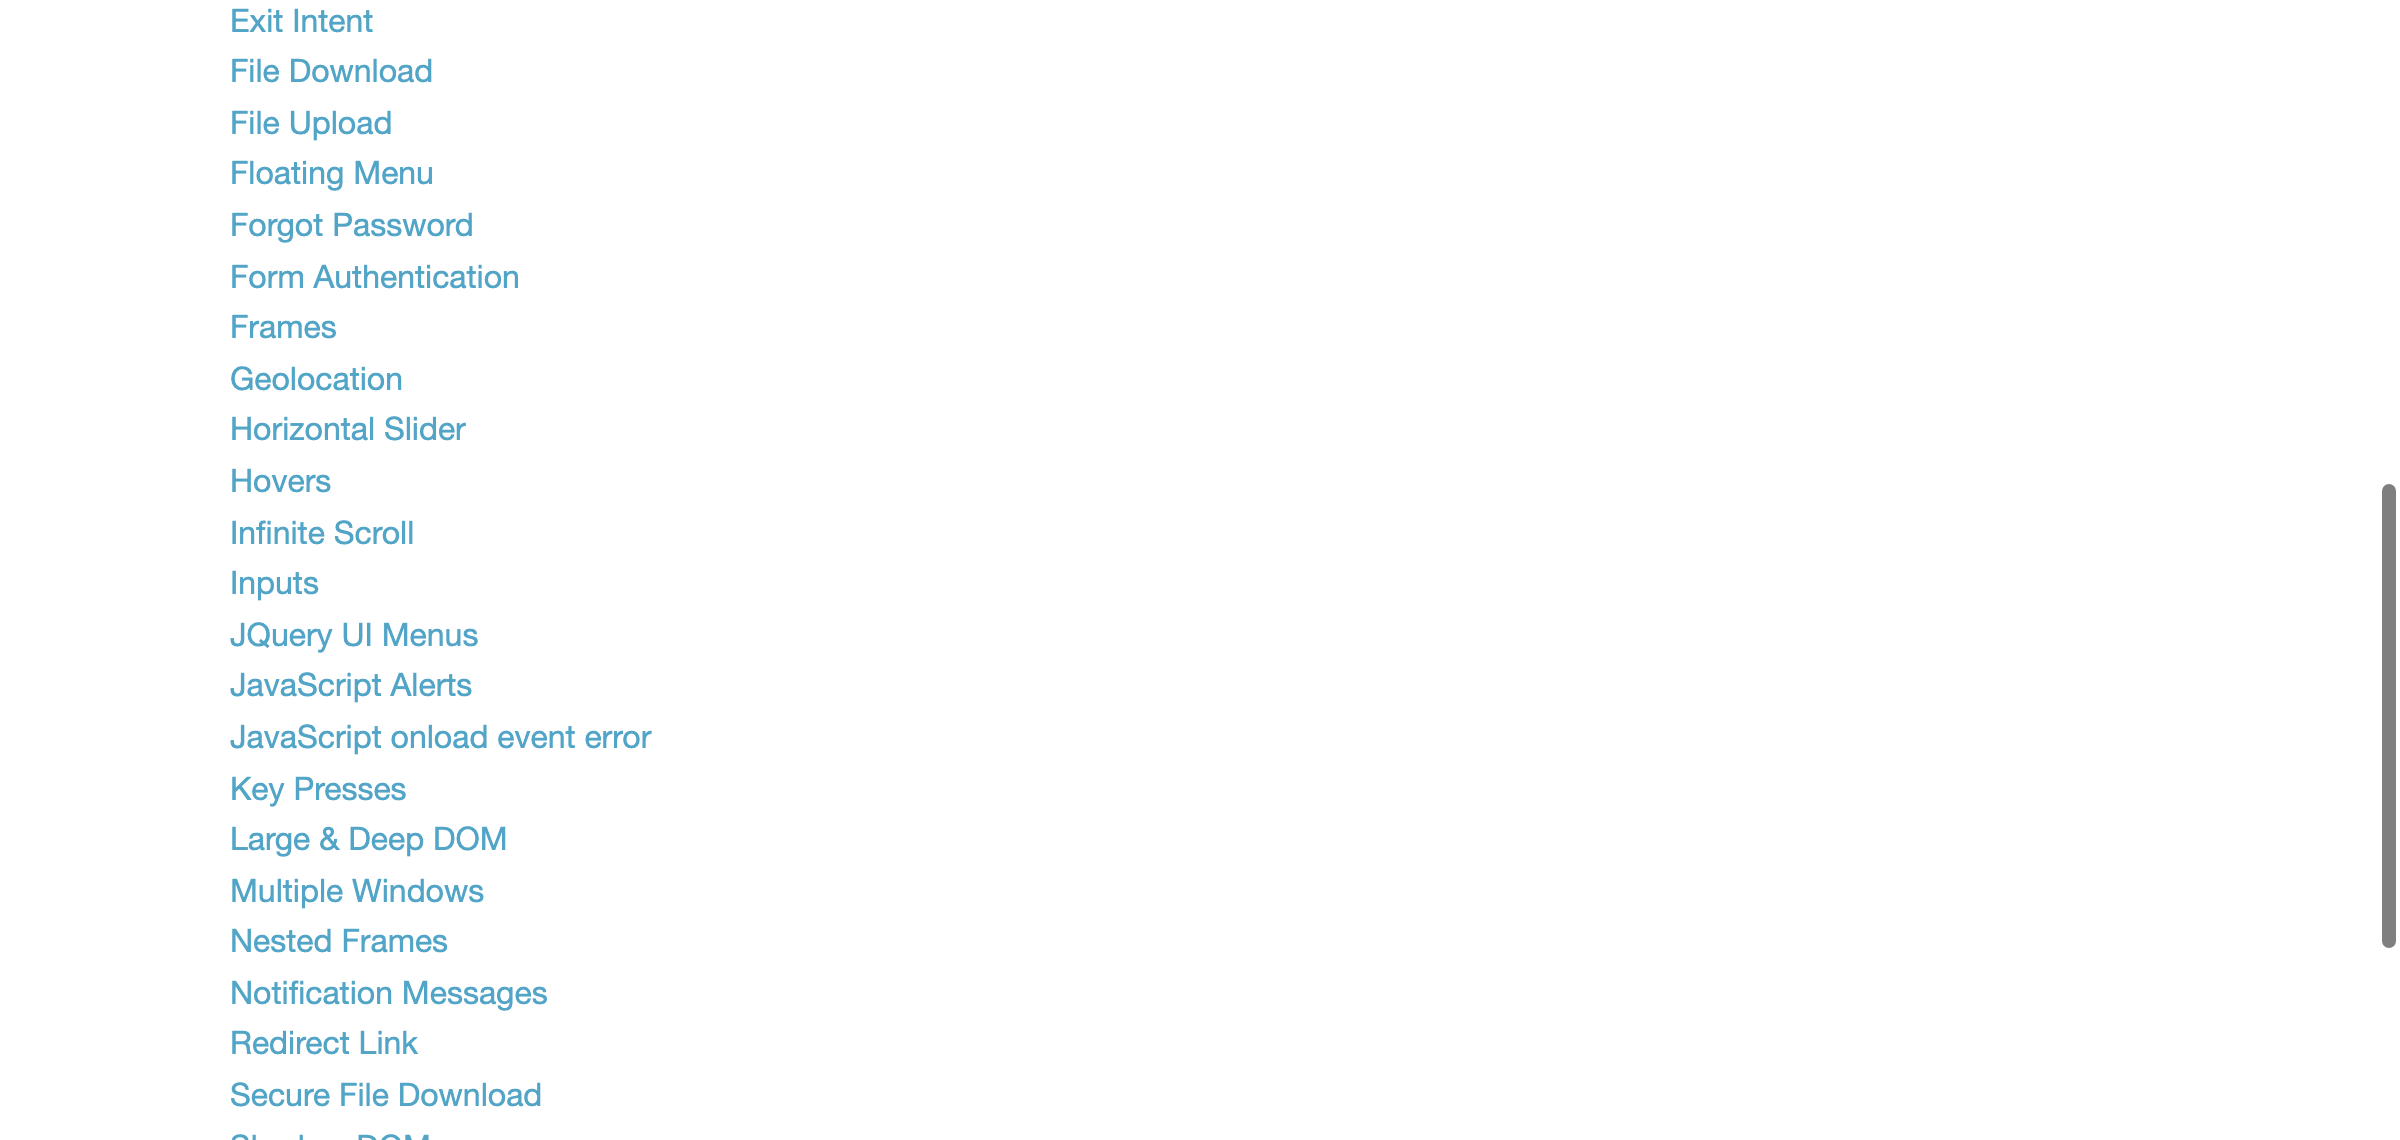 Exit Intent
File Download
File Upload
Floating Menu
Forgot Password
Form Authentication
Frames
Geolocation
Horizontal Slider
Hovers
Infinite Scroll
Inputs
JQuery UI Menus
JavaScript Alerts
JavaScript onload event error
Key Presses
Large & Deep DOM
Multiple Windows
Nested Frames
Notification Messages
Redirect Link
Secure File Download